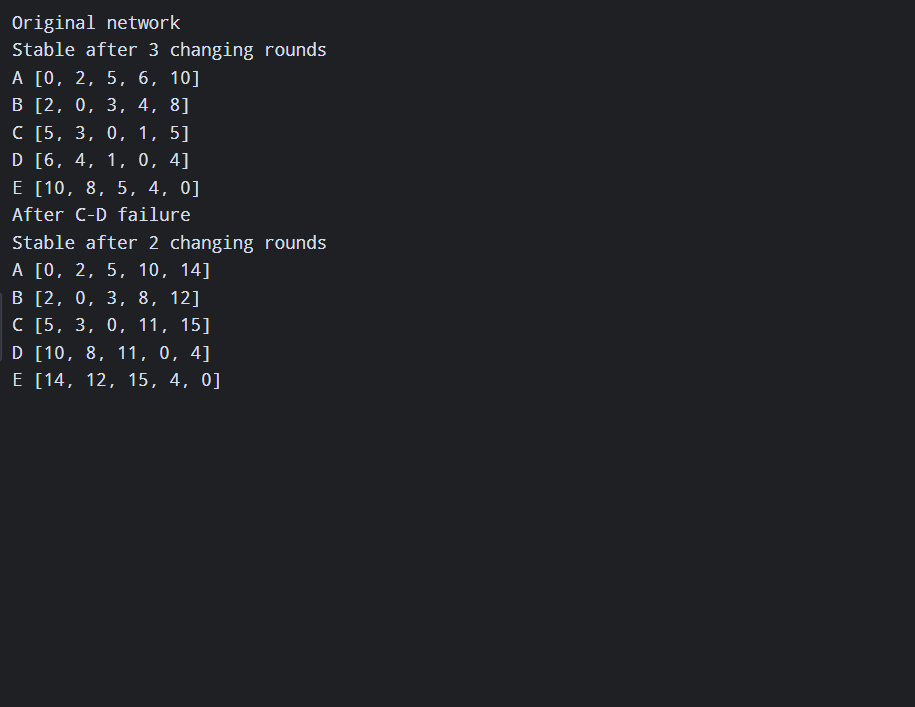 Original network
Stable after 3 changing rounds
A [0, 2, 5, 6, 10]
B [2, 0, 3, 4, 8]
C [5, 3, 0, 1, 5]
D [6, 4, 1, 0, 4]
E [10, 8, 5, 4, 0]
After C-D failure
Stable after 2 changing rounds
A [0, 2, 5, 10, 14]
B [2, 0, 3, 8, 12]
C [5, 3, 0, 11, 15]
D [10, 8, 11, 0, 4]
E [14, 12, 15, 4, 0]